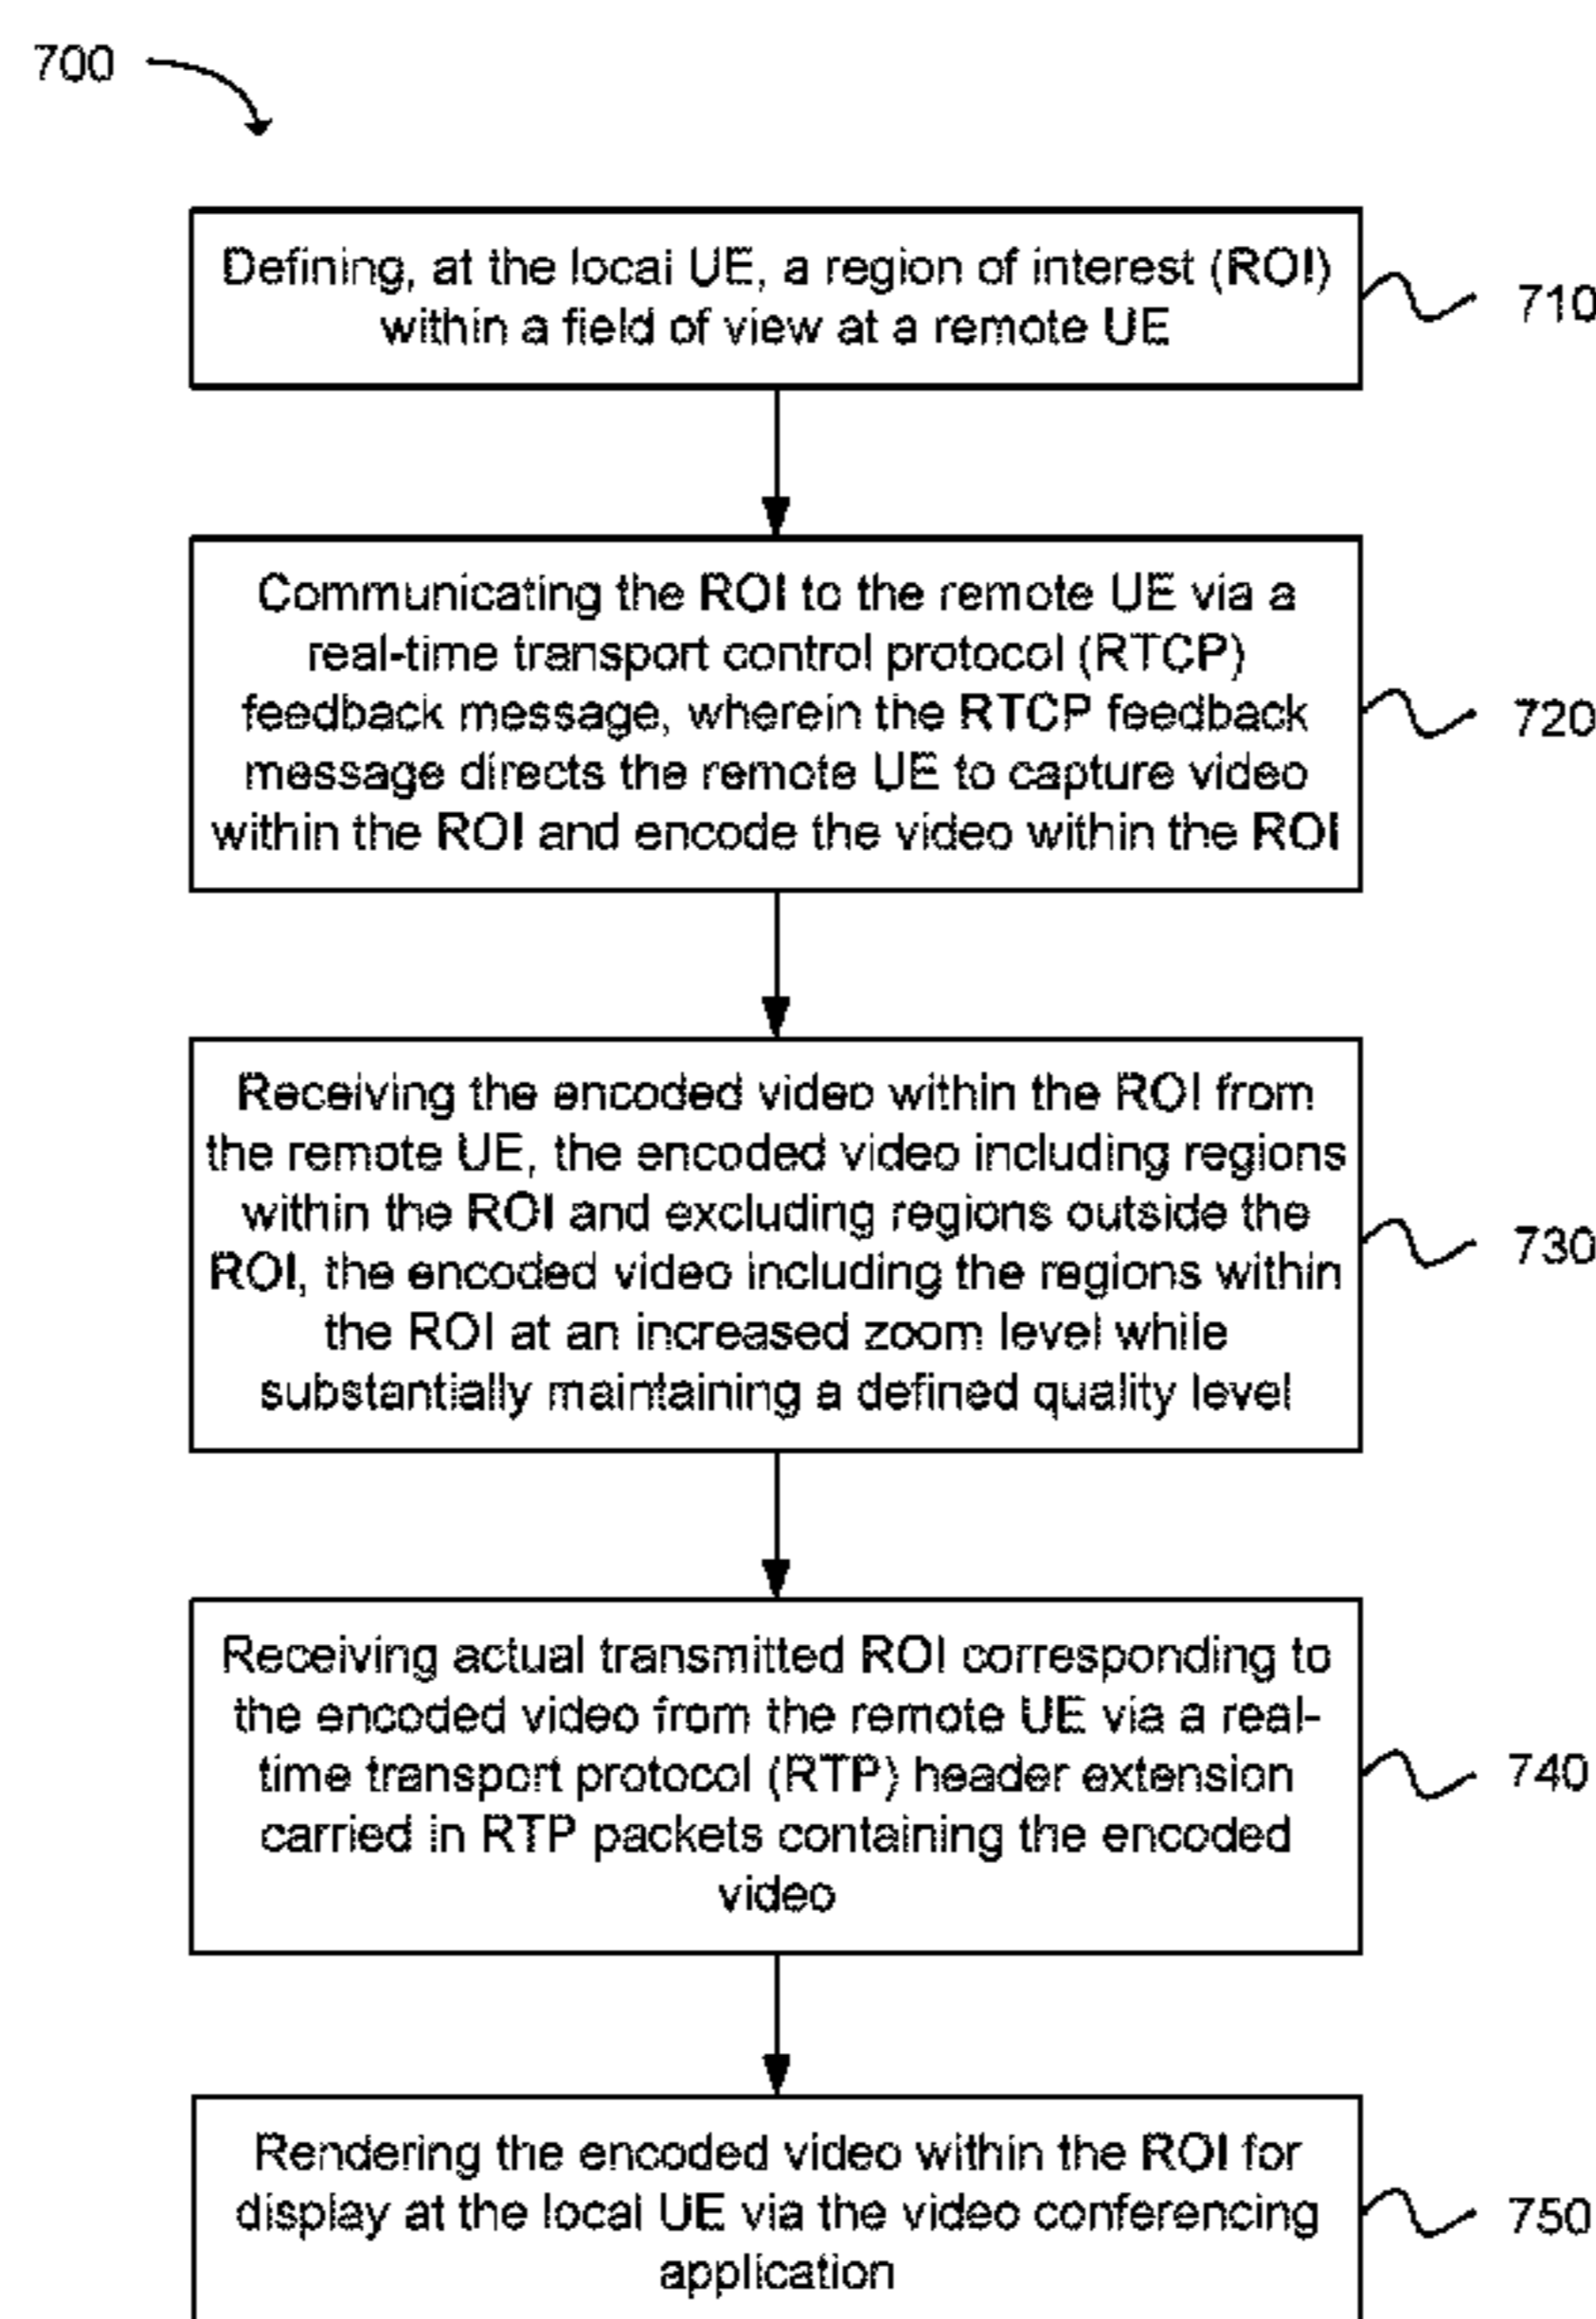 700
Defining, at the local UE, a region of interest (ROI)
within a field of view at a remote UE
710
Communicating the ROI to the remote UE via a
real-time transport control protocol (RTCP)
feedback message, wherein the RTCP feedback
message directs the remote UE to capture video
within the ROI and encode the video within the ROI
720
Receiving the encoded video within the ROI from
the remote UE, the encoded video including regions
within the ROI and excluding regions outside the
ROI, the encoded video including the regions within
the ROI at an increased zoom level while
substantially maintaining a defined quality level
730
Receiving actual transmitted ROI corresponding to
the encoded video from the remote UE via a real-
time transport protocol (RTP) header extension
carried in RTP packets containing the encoded
video
740
Rendering the encoded video within the ROI for
display at the local UE via the video conferencing
application
750